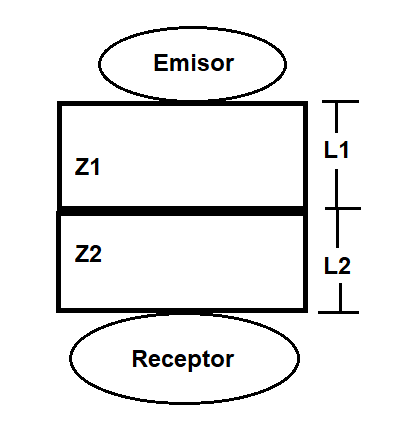 Emisor
L1
Z1
Z2
L2
Receptor